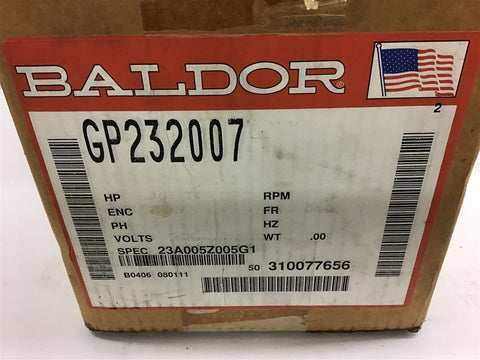 BALDOR
2
GP232007
HP RPM
ENC FR
PH HZ
VOLTS WT .00
SPEC 23A005Z005G1
50 310077656
B0406 080111